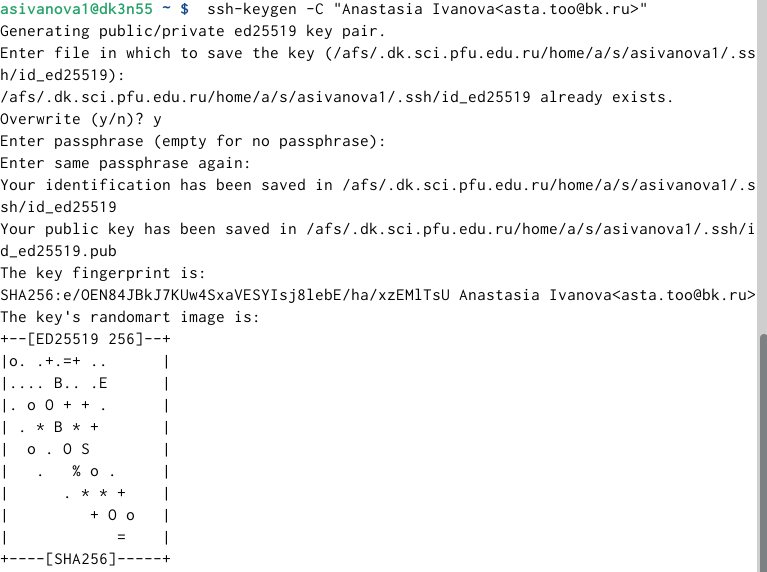 asivanova1@dk3n55 ~ $  ssh-keygen -C "Anastasia Ivanova<asta.too@bk.ru>"
Generating public/private ed25519 key pair.
Enter file in which to save the key (/afs/.dk.sci.pfu.edu.ru/home/a/s/asivanova1/.ss
h/id_ed25519):
/afs/.dk.sci.pfu.edu.ru/home/a/s/asivanova1/.ssh/id_ed25519 already exists.
Overwrite (y/n)? y
Enter passphrase (empty for no passphrase):
Enter same passphrase again:
Your identification has been saved in /afs/.dk.sci.pfu.edu.ru/home/a/s/asivanova1/.s
sh/id_ed25519
Your public key has been saved in /afs/.dk.sci.pfu.edu.ru/home/a/s/asivanova1/.ssh/i
d_ed25519.pub
The key fingerprint is:
SHA256:e/OEN84JBkJ7KUw4SxaVESYIsj8lebE/ha/xzEMlTsU Anastasia Ivanova<asta.too@bk.ru>
The key's randomart image is:
+--[ED25519 256]--+
|o. .+.=+ ..      |
|.... B.. .E      |
|. o O + + .      |
| . * B * +       |
|  o . O S        |
|   .   % o .     |
|      . * * +    |
|         + O o   |
|            =    |
+----[SHA256]-----+